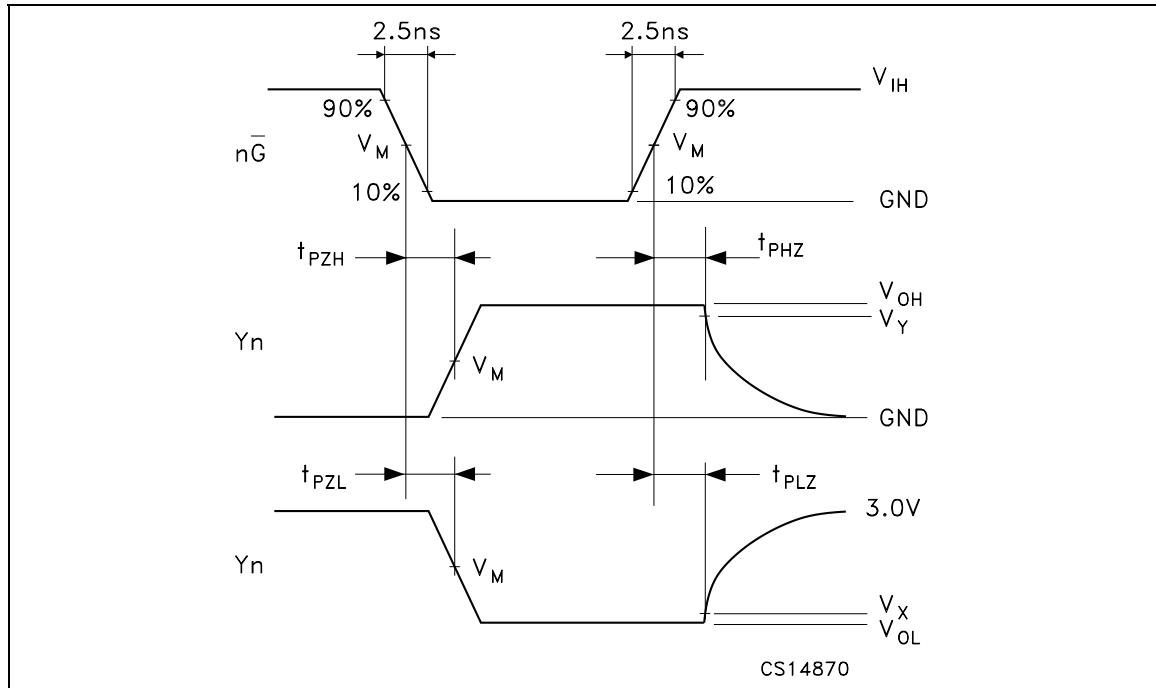 2.5ns 2.5ns
V_IH
90% 90%
V_M V_M
nG̅
10% 10%
GND
t_PZH t_PHZ
V_OH
V_Y
Yn
V_M
GND
t_PZL t_PLZ
3.0V
Yn
V_M
V_X
V_OL
CS14870